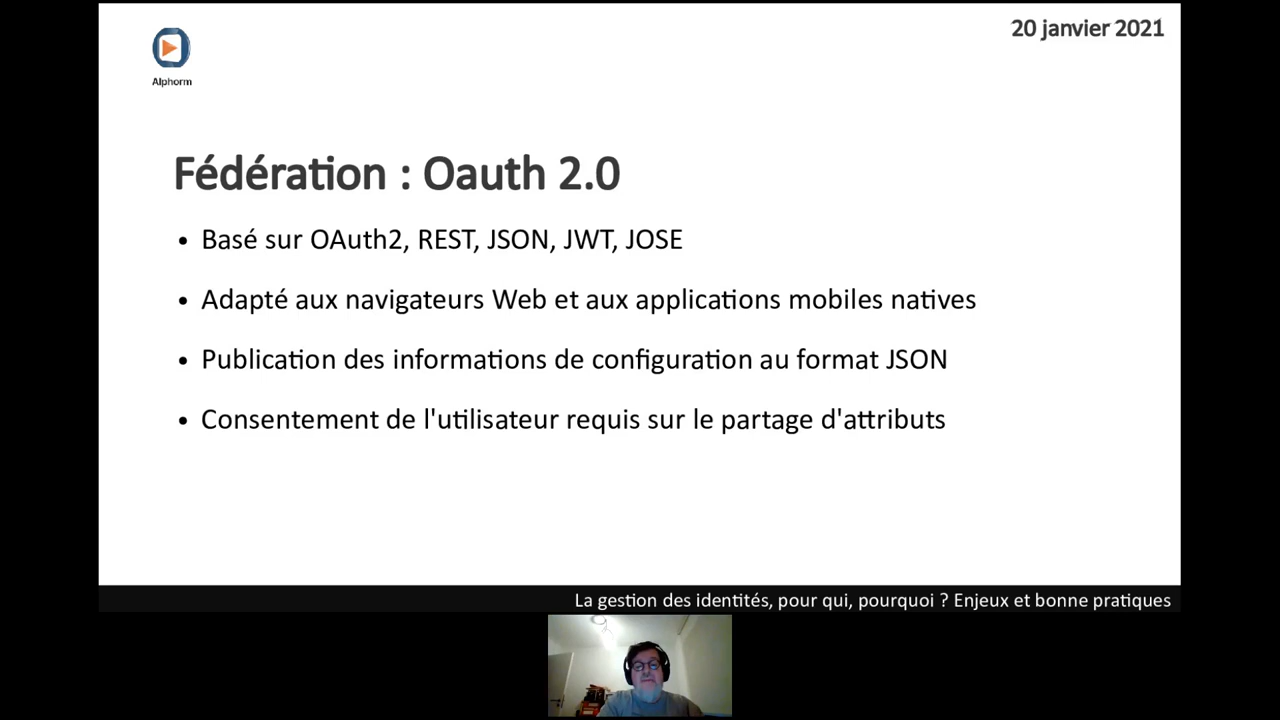 20 janvier 2021
Alphorm
Fédération : Oauth 2.0
• Basé sur OAuth2, REST, JSON, JWT, JOSE
• Adapté aux navigateurs Web et aux applications mobiles natives
• Publication des informations de configuration au format JSON
• Consentement de l'utilisateur requis sur le partage d'attributs
La gestion des identités, pour qui, pourquoi ? Enjeux et bonne pratiques